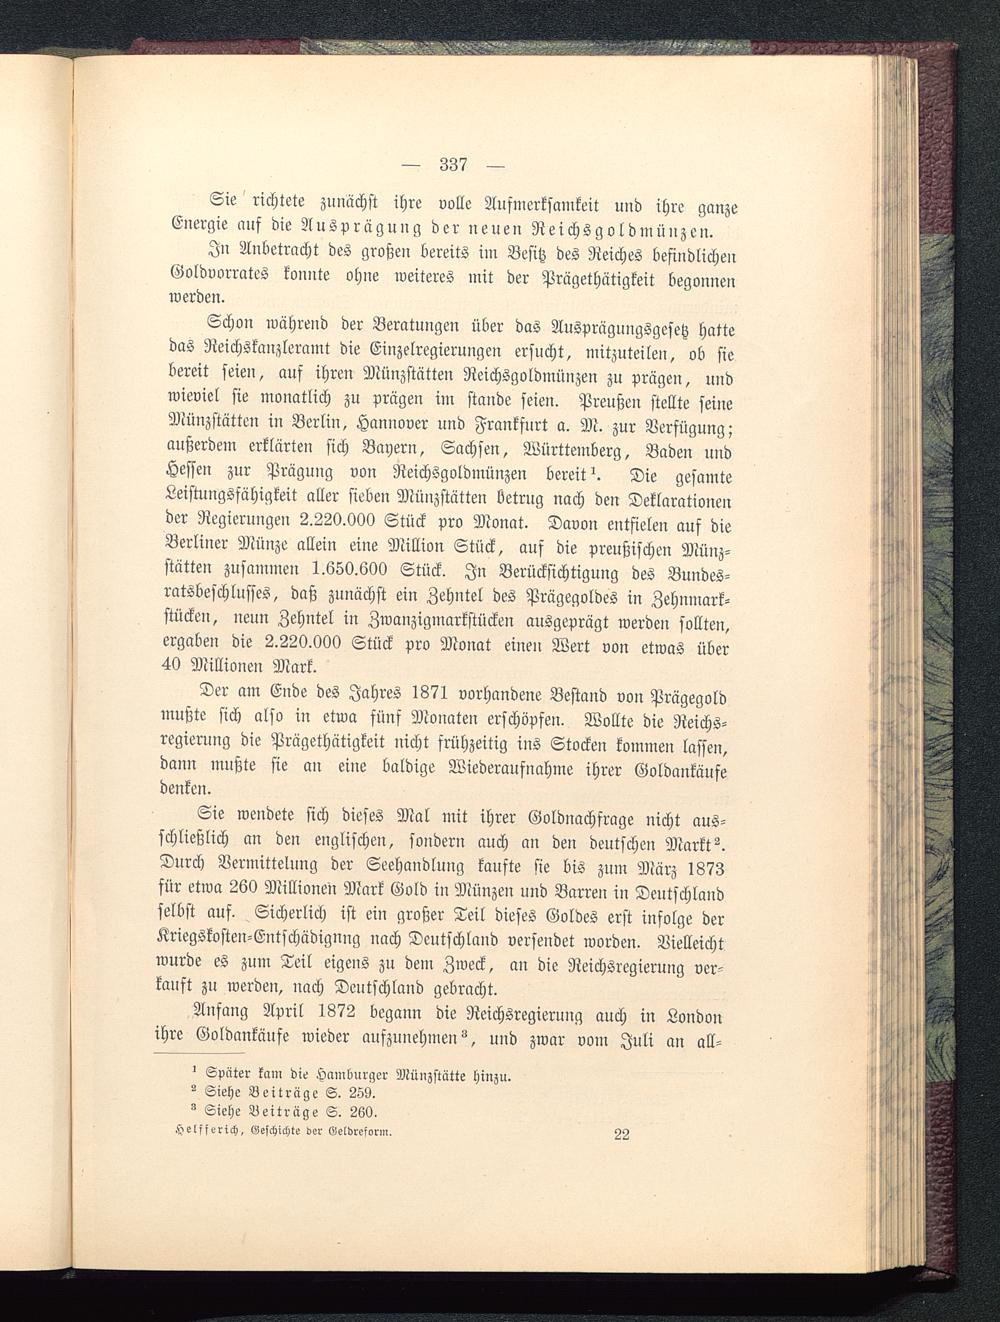 — 337 —
Sie richtete zunächst ihre volle Aufmerksamkeit und ihre ganze
Energie auf die Ausprägung der neuen Reichsgoldmünzen.
In Anbetracht des großen bereits im Besitz des Reiches befindlichen
Goldvorrates konnte ohne weiteres mit der Prägethätigkeit begonnen
werden.
Schon während der Beratungen über das Ausprägungsgesetz hatte
das Reichskanzleramt die Einzelregierungen ersucht, mitzuteilen, ob sie
bereit seien, auf ihren Münzstätten Reichsgoldmünzen zu prägen, und
wieviel sie monatlich zu prägen im stande seien. Preußen stellte seine
Münzstätten in Berlin, Hannover und Frankfurt a. M. zur Verfügung;
außerdem erklärten sich Bayern, Sachsen, Württemberg, Baden und
Hessen zur Prägung von Reichsgoldmünzen bereit¹. Die gesamte
Leistungsfähigkeit aller sieben Münzstätten betrug nach den Deklarationen
der Regierungen 2.220.000 Stück pro Monat. Davon entfielen auf die
Berliner Münze allein eine Million Stück, auf die preußischen Münz-
stätten zusammen 1.650.600 Stück. In Berücksichtigung des Bundes-
ratsbeschlusses, daß zunächst ein Zehntel des Prägegoldes in Zehnmark-
stücken, neun Zehntel in Zwanzigmarkstücken ausgeprägt werden sollten,
ergaben die 2.220.000 Stück pro Monat einen Wert von etwas über
40 Millionen Mark.
Der am Ende des Jahres 1871 vorhandene Bestand von Prägegold
mußte sich also in etwa fünf Monaten erschöpfen. Wollte die Reichs-
regierung die Prägethätigkeit nicht frühzeitig ins Stocken kommen lassen,
dann mußte sie an eine baldige Wiederaufnahme ihrer Goldankäufe
denken.
Sie wendete sich dieses Mal mit ihrer Goldnachfrage nicht aus-
schließlich an den englischen, sondern auch an den deutschen Markt².
Durch Vermittelung der Seehandlung kaufte sie bis zum März 1873
für etwa 260 Millionen Mark Gold in Münzen und Barren in Deutschland
selbst auf. Sicherlich ist ein großer Teil dieses Goldes erst infolge der
Kriegskosten-Entschädignng nach Deutschland versendet worden. Vielleicht
wurde es zum Teil eigens zu dem Zweck, an die Reichsregierung ver-
kauft zu werden, nach Deutschland gebracht.
Anfang April 1872 begann die Reichsregierung auch in London
ihre Goldankäufe wieder aufzunehmen³, und zwar vom Juli an all-
¹ Später kam die Hamburger Münzstätte hinzu.
² Siehe Beiträge S. 259.
³ Siehe Beiträge S. 260.
Helfferich, Geschichte der Geldreform. 22